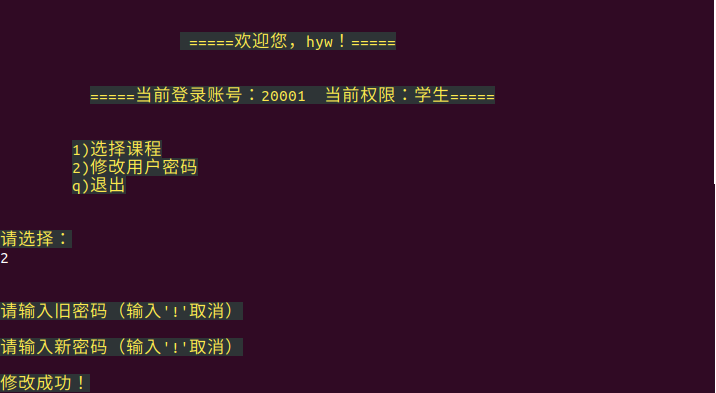 =====欢迎您，hyw！=====
=====当前登录账号：20001  当前权限：学生=====
1)选择课程
2)修改用户密码
q)退出
请选择：
2
请输入旧密码（输入'!'取消）
请输入新密码（输入'!'取消）
修改成功！